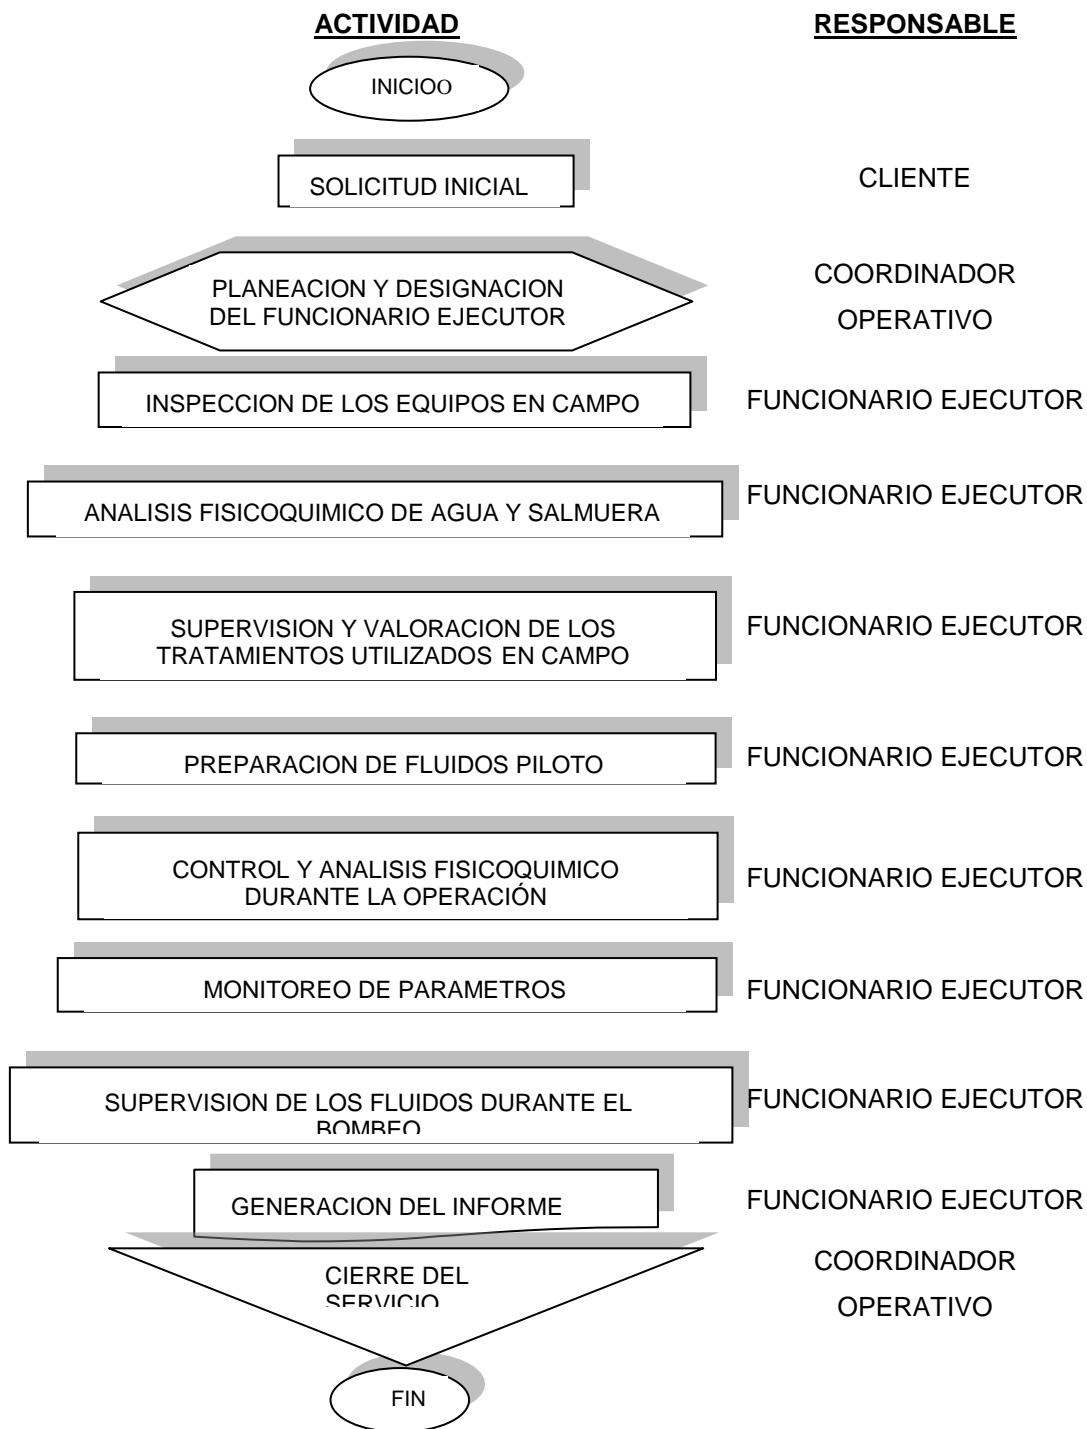 ACTIVIDAD RESPONSABLE
INICIOO
SOLICITUD INICIAL
CLIENTE
PLANEACION Y DESIGNACION
DEL FUNCIONARIO EJECUTOR
COORDINADOR
OPERATIVO
INSPECCION DE LOS EQUIPOS EN CAMPO
FUNCIONARIO EJECUTOR
ANALISIS FISICOQUIMICO DE AGUA Y SALMUERA
FUNCIONARIO EJECUTOR
SUPERVISION Y VALORACION DE LOS
TRATAMIENTOS UTILIZADOS EN CAMPO
FUNCIONARIO EJECUTOR
PREPARACION DE FLUIDOS PILOTO
FUNCIONARIO EJECUTOR
CONTROL Y ANALISIS FISICOQUIMICO
DURANTE LA OPERACIÓN
FUNCIONARIO EJECUTOR
MONITOREO DE PARAMETROS
FUNCIONARIO EJECUTOR
SUPERVISION DE LOS FLUIDOS DURANTE EL
BOMBEO
FUNCIONARIO EJECUTOR
GENERACION DEL INFORME
FUNCIONARIO EJECUTOR
CIERRE DEL
SERVICIO
COORDINADOR
OPERATIVO
FIN